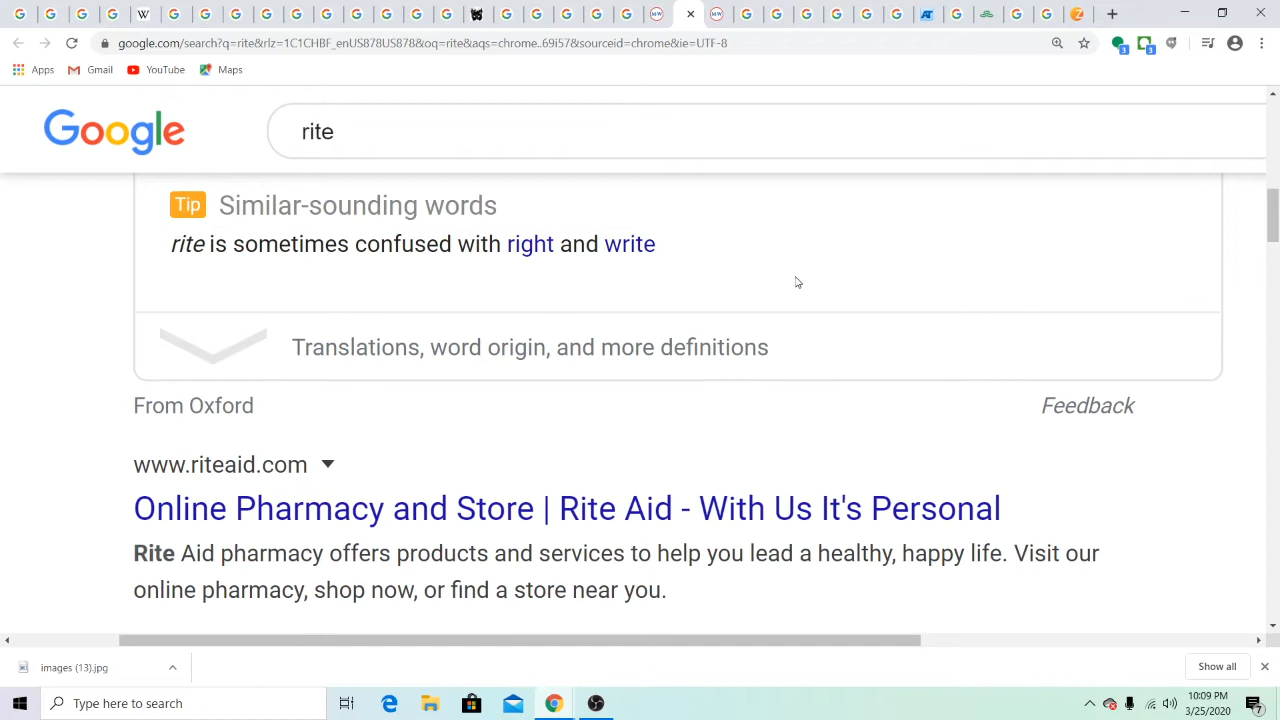 google.com/search?q=rite&rlz=1C1CHBF_enUS878US878&oq=rite&aqs=chrome..69i57&sourceid=chrome&ie=UTF-8
3
3
Apps
Gmail
YouTube
Maps
Google
rite
Tip Similar-sounding words
rite is sometimes confused with right and write
Translations, word origin, and more definitions
From Oxford
Feedback
www.riteaid.com
Online Pharmacy and Store | Rite Aid - With Us It's Personal
Rite Aid pharmacy offers products and services to help you lead a healthy, happy life. Visit our
online pharmacy, shop now, or find a store near you.
images (13).jpg
Show all
Type here to search
10:09 PM
3/25/2020
7